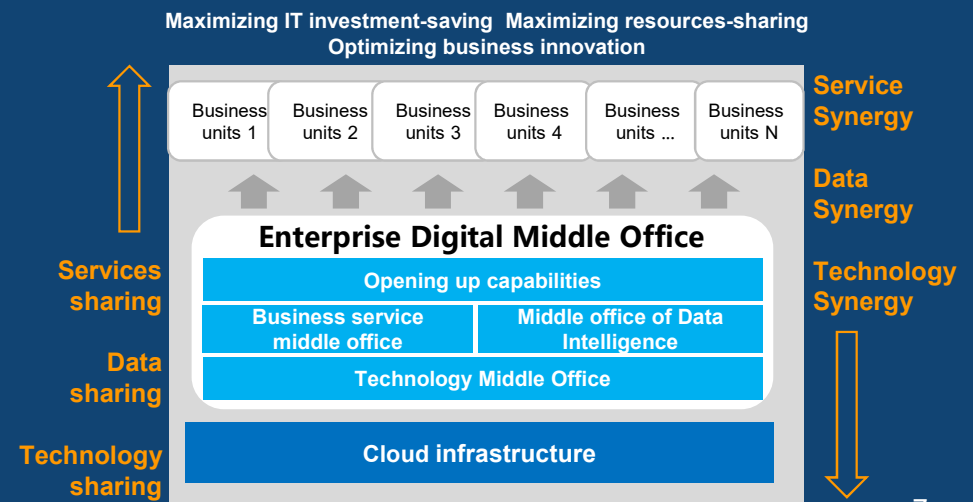 Maximizing IT investment-saving Maximizing resources-sharing
Optimizing business innovation
Business
units 1
Business
units 2
Business
units 3
Business
units 4
Business
units ...
Business
units N
Service
Synergy
Data
Synergy
Technology
Synergy
Enterprise Digital Middle Office
Opening up capabilities
Business service
middle office
Middle office of Data
Intelligence
Technology Middle Office
Cloud infrastructure
Services
sharing
Data
sharing
Technology
sharing